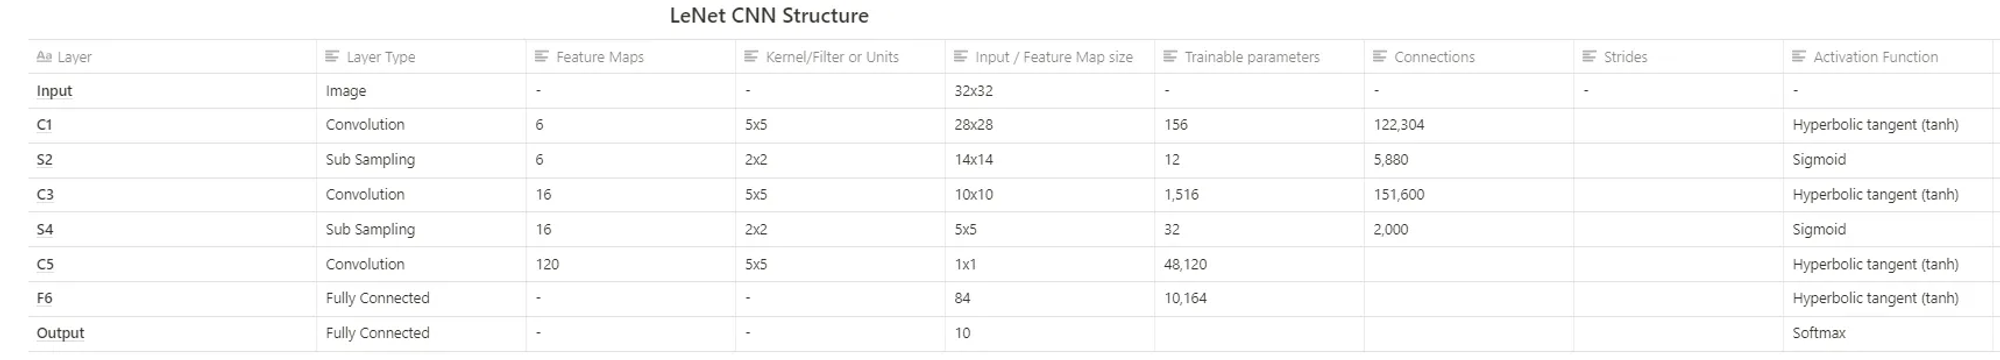 LeNet CNN Structure
Aa Layer Layer Type Feature Maps Kernel/Filter or Units Input / Feature Map size Trainable parameters Connections Strides Activation Function
Input Image - - 32x32 - - - -
C1 Convolution 6 5x5 28x28 156 122,304 Hyperbolic tangent (tanh)
S2 Sub Sampling 6 2x2 14x14 12 5,880 Sigmoid
C3 Convolution 16 5x5 10x10 1,516 151,600 Hyperbolic tangent (tanh)
S4 Sub Sampling 16 2x2 5x5 32 2,000 Sigmoid
C5 Convolution 120 5x5 1x1 48,120 Hyperbolic tangent (tanh)
F6 Fully Connected - - 84 10,164 Hyperbolic tangent (tanh)
Output Fully Connected - - 10 Softmax